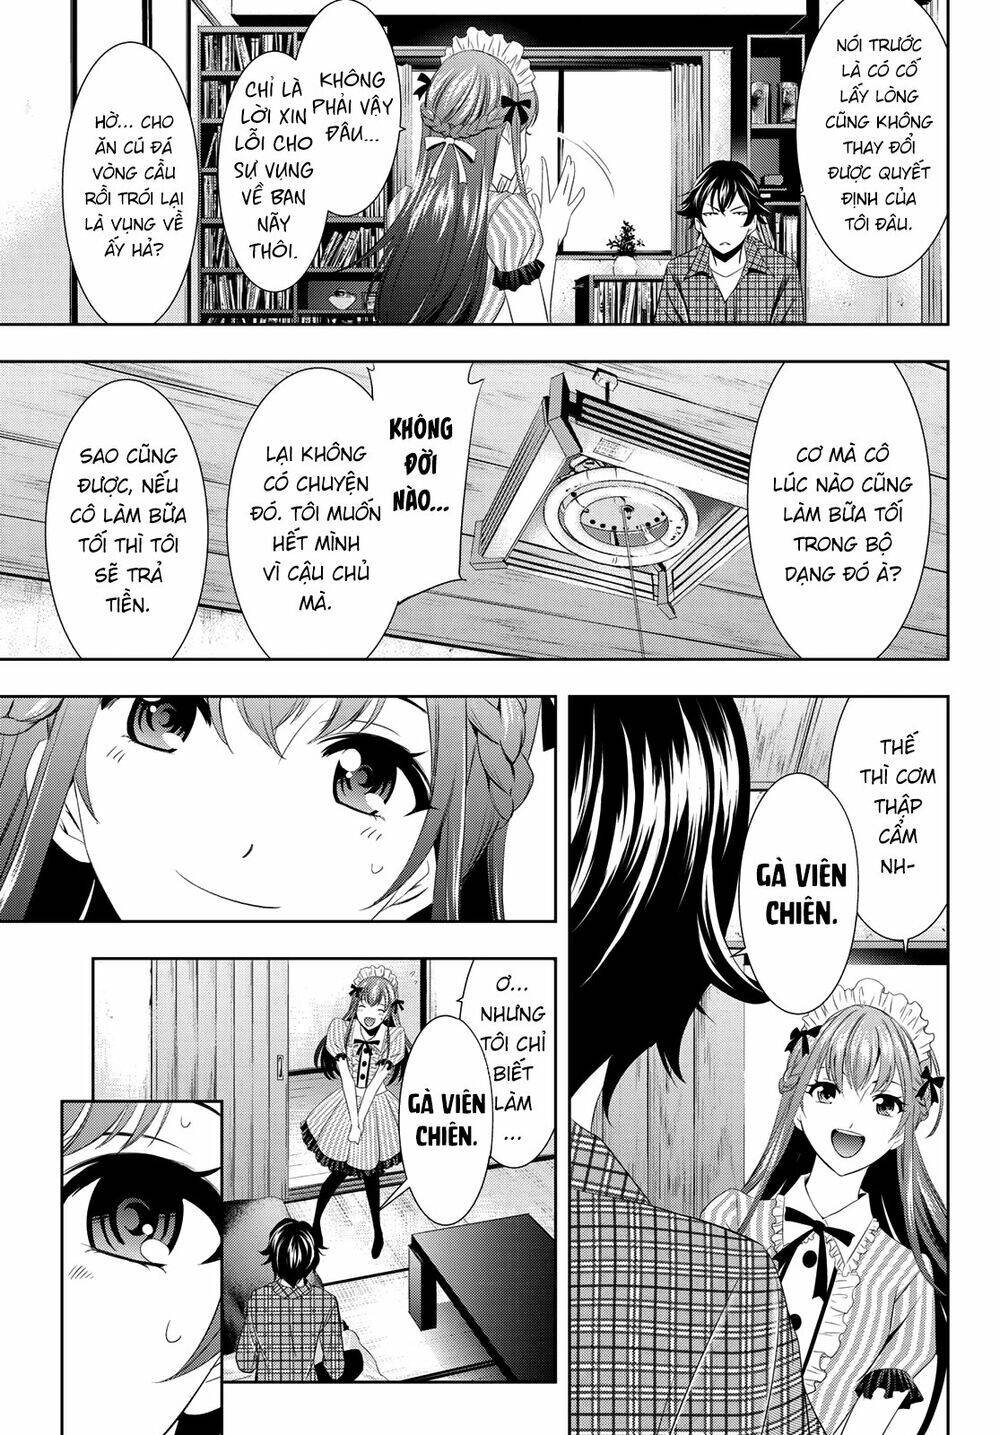 NÓI TRƯỚC
LÀ CÓ CỐ
LẤY LÒNG
CŨNG KHÔNG
THAY ĐỔI
ĐƯỢC QUYẾT
ĐỊNH CỦA
TÔI ĐÂU.
KHÔNG
PHẢI VẬY
ĐÂU...
CHỈ LÀ
LỜI XIN
LỖI CHO
SỰ VỤNG
VỀ BAN
NÃY
THÔI.
HỜ... CHO
ĂN CÚ ĐÁ
VÒNG CẦU
RỒI TRÓI LẠI
LÀ VỤNG VỀ
ẤY HẢ?
CƠ MÀ CÔ
LÚC NÀO CŨNG
LÀM BỮA TỐI
TRONG BỘ
DẠNG ĐÓ À?
KHÔNG
ĐỜI
NÀO...
LẠI KHÔNG
CÓ CHUYỆN
ĐÓ. TÔI MUỐN
HẾT MÌNH
VÌ CẬU CHỦ
MÀ.
SAO CŨNG
ĐƯỢC, NẾU
CÔ LÀM BỮA
TỐI THÌ TÔI
SẼ TRẢ
TIỀN.
THẾ
THÌ CƠM
THẬP
CẨM
NH-
GÀ VIÊN
CHIÊN.
Ơ...
NHƯNG
TÔI CHỈ
BIẾT
LÀM
...
GÀ VIÊN
CHIÊN.